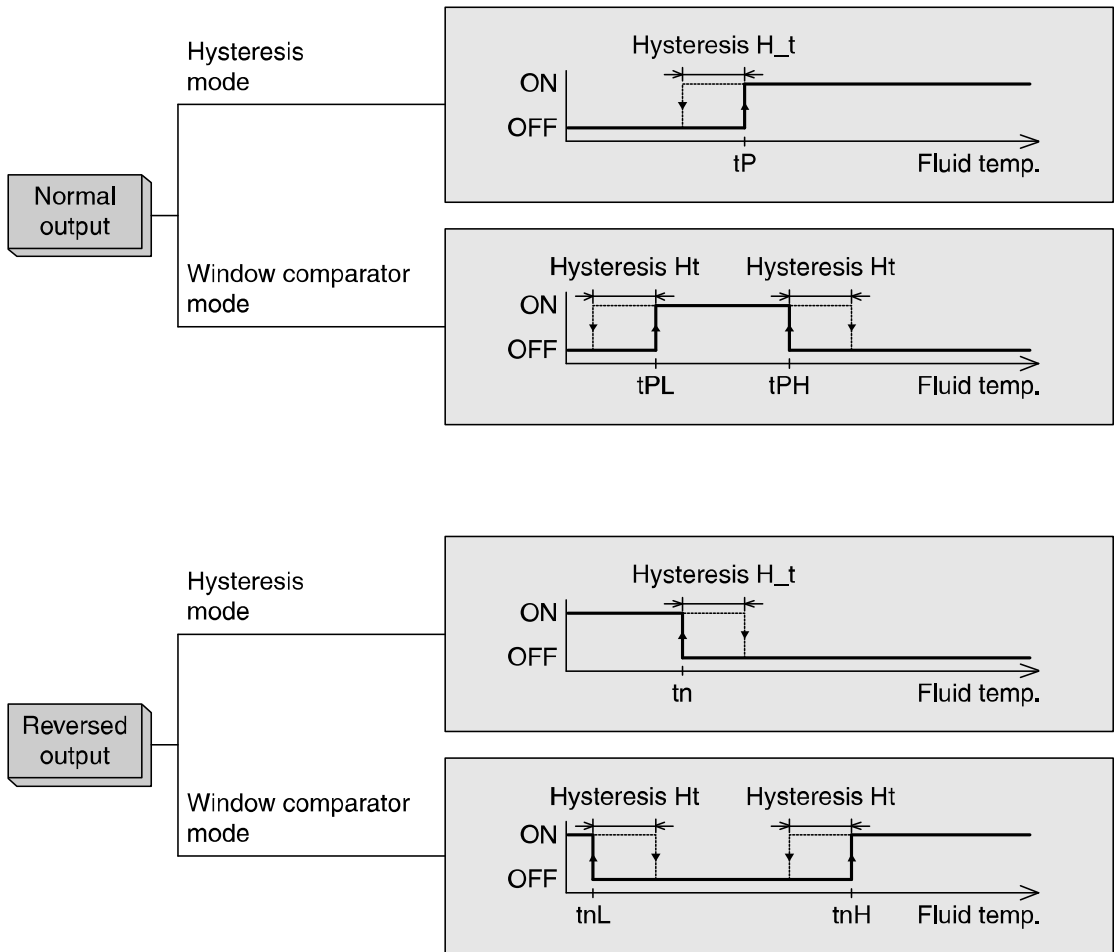 Normal
output
Hysteresis
mode
Hysteresis H_t
ON
OFF
tP
Fluid temp.
Window comparator
mode
Hysteresis Ht
Hysteresis Ht
ON
OFF
tPL
tPH
Fluid temp.
Reversed
output
Hysteresis
mode
Hysteresis H_t
ON
OFF
tn
Fluid temp.
Window comparator
mode
Hysteresis Ht
Hysteresis Ht
ON
OFF
tnL
tnH
Fluid temp.